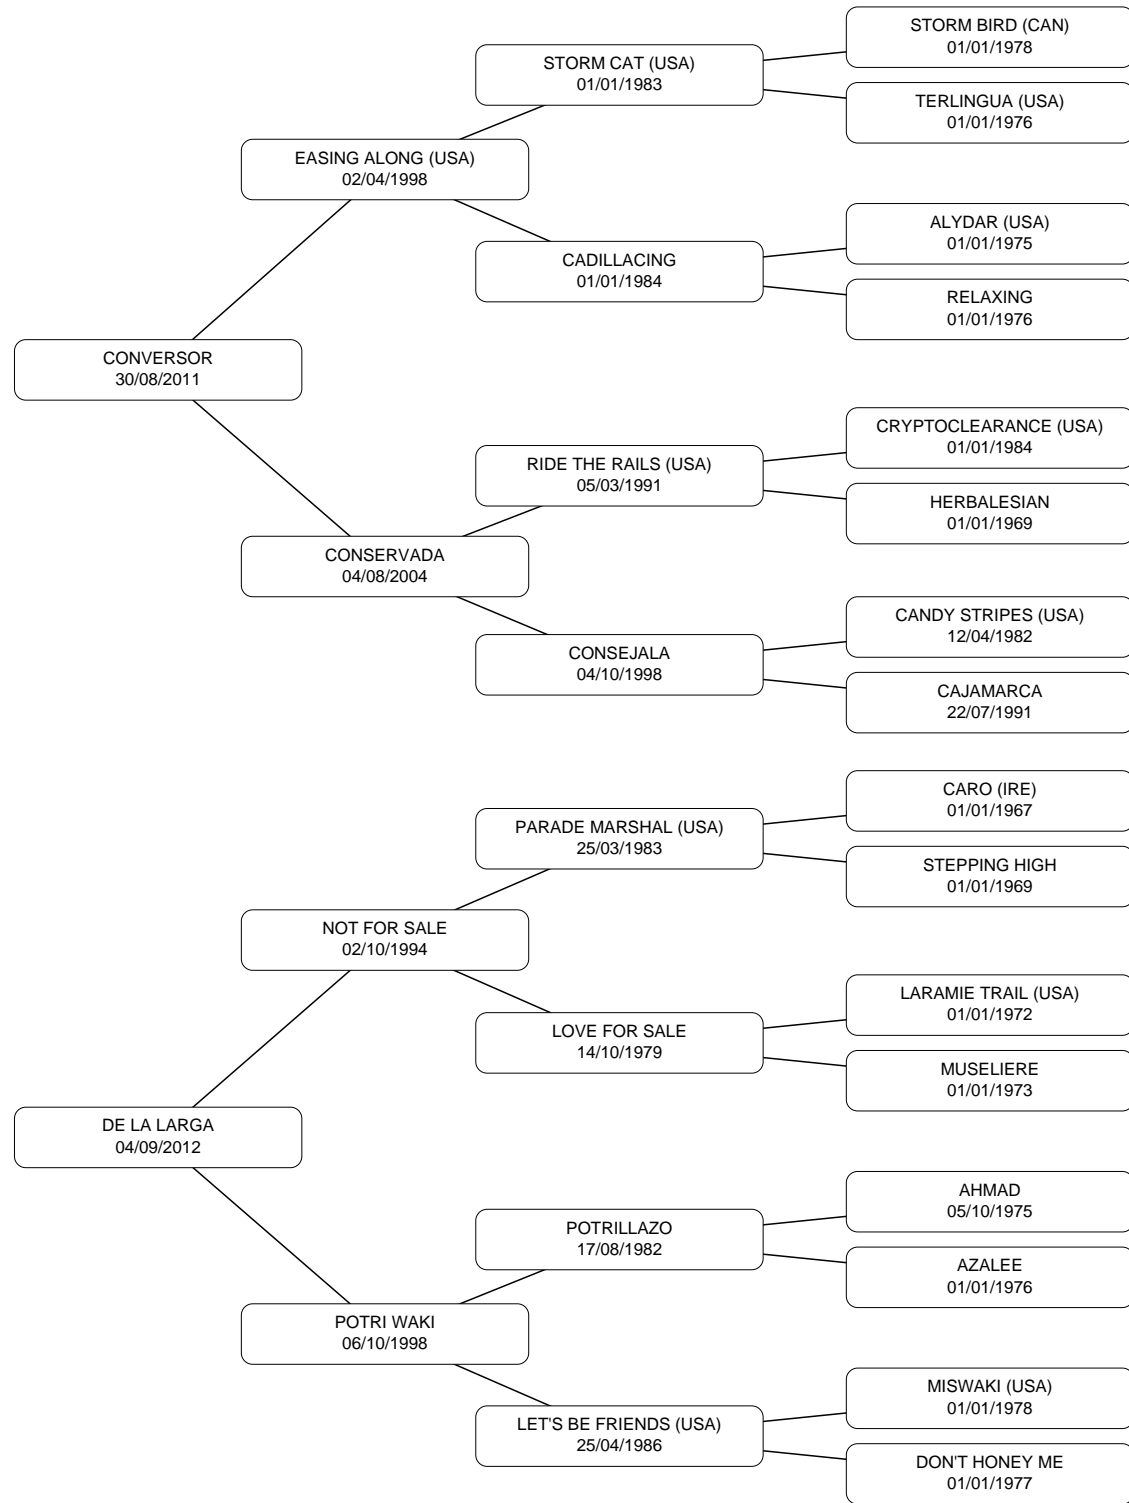 STORM BIRD (CAN)
01/01/1978
STORM CAT (USA)
01/01/1983
TERLINGUA (USA)
01/01/1976
EASING ALONG (USA)
02/04/1998
ALYDAR (USA)
01/01/1975
CADILLACING
01/01/1984
RELAXING
01/01/1976
CONVERSOR
30/08/2011
CRYPTOCLEARANCE (USA)
01/01/1984
RIDE THE RAILS (USA)
05/03/1991
HERBALESIAN
01/01/1969
CONSERVADA
04/08/2004
CANDY STRIPES (USA)
12/04/1982
CONSEJALA
04/10/1998
CAJAMARCA
22/07/1991
CARO (IRE)
01/01/1967
PARADE MARSHAL (USA)
25/03/1983
STEPPING HIGH
01/01/1969
NOT FOR SALE
02/10/1994
LARAMIE TRAIL (USA)
01/01/1972
LOVE FOR SALE
14/10/1979
MUSELIERE
01/01/1973
DE LA LARGA
04/09/2012
AHMAD
05/10/1975
POTRILLAZO
17/08/1982
AZALEE
01/01/1976
POTRI WAKI
06/10/1998
MISWAKI (USA)
01/01/1978
LET'S BE FRIENDS (USA)
25/04/1986
DON'T HONEY ME
01/01/1977